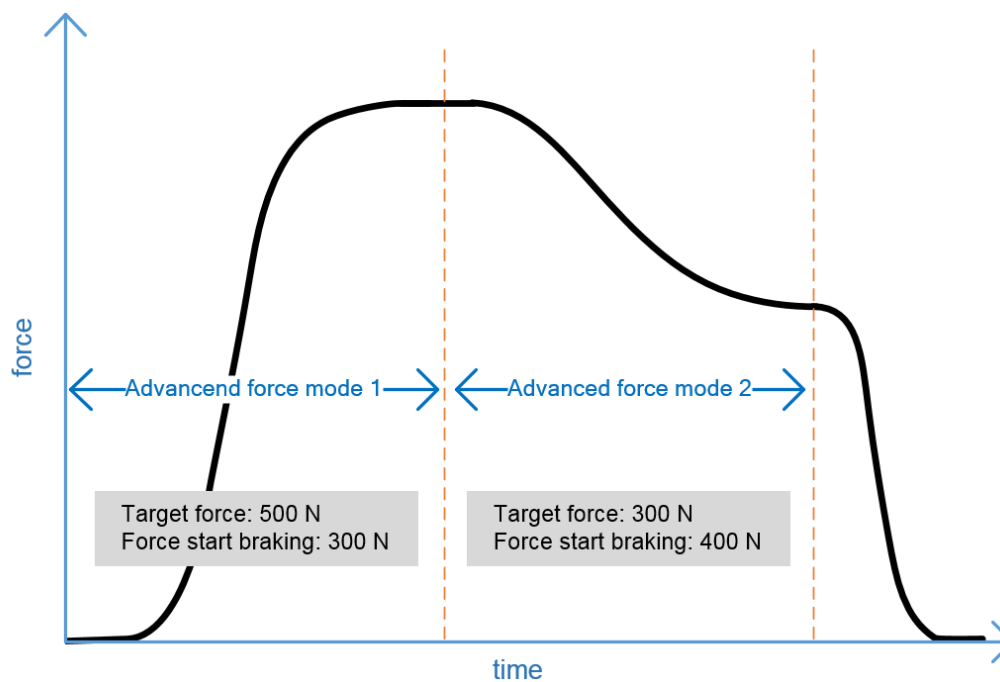 force
Advancend force mode 1
Advanced force mode 2
Target force: 500 N
Force start braking: 300 N
Target force: 300 N
Force start braking: 400 N
time